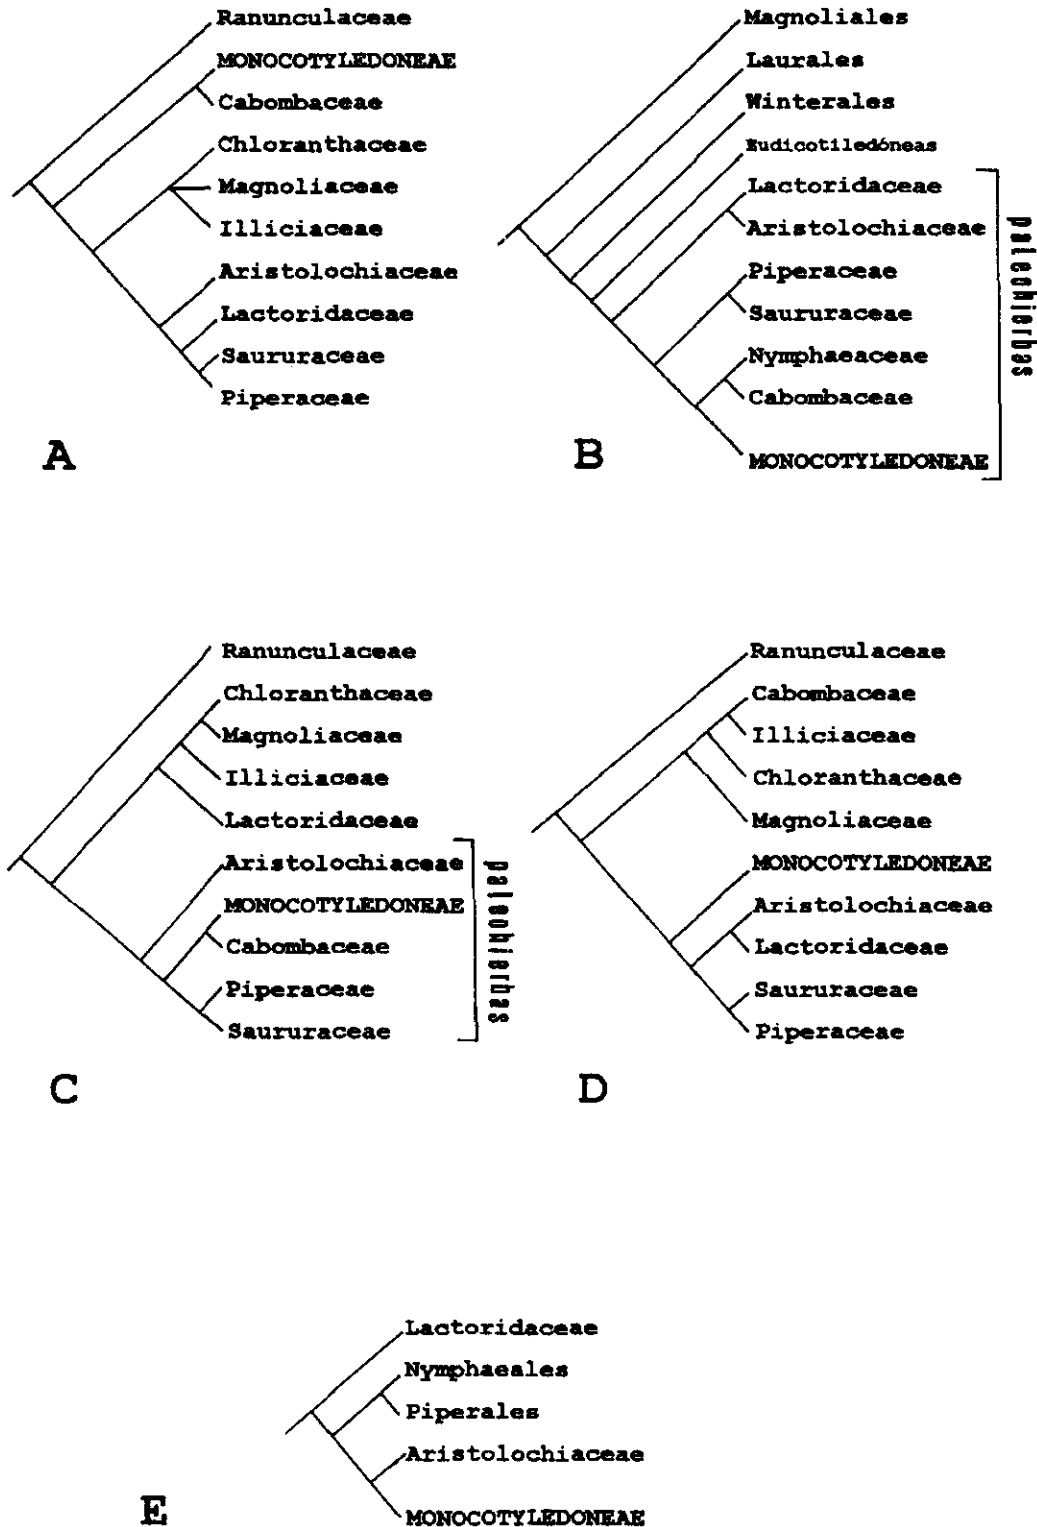 Ranunculaceae
MONOCOTYLEDONEAE
Cabombaceae
Chloranthaceae
Magnoliaceae
Illiciaceae
Aristolochiaceae
Lactoridaceae
Saururaceae
Piperaceae
A
Magnoliales
Laurales
Winterales
Eudicotiledóneas
Lactoridaceae
Aristolochiaceae
Piperaceae
Saururaceae
Nymphaeaceae
Cabombaceae
MONOCOTYLEDONEAE
paleohierbas
B
Ranunculaceae
Chloranthaceae
Magnoliaceae
Illiciaceae
Lactoridaceae
Aristolochiaceae
MONOCOTYLEDONEAE
Cabombaceae
Piperaceae
Saururaceae
paleohierbas
C
Ranunculaceae
Cabombaceae
Illiciaceae
Chloranthaceae
Magnoliaceae
MONOCOTYLEDONEAE
Aristolochiaceae
Lactoridaceae
Saururaceae
Piperaceae
D
Lactoridaceae
Nymphaeales
Piperales
Aristolochiaceae
MONOCOTYLEDONEAE
E